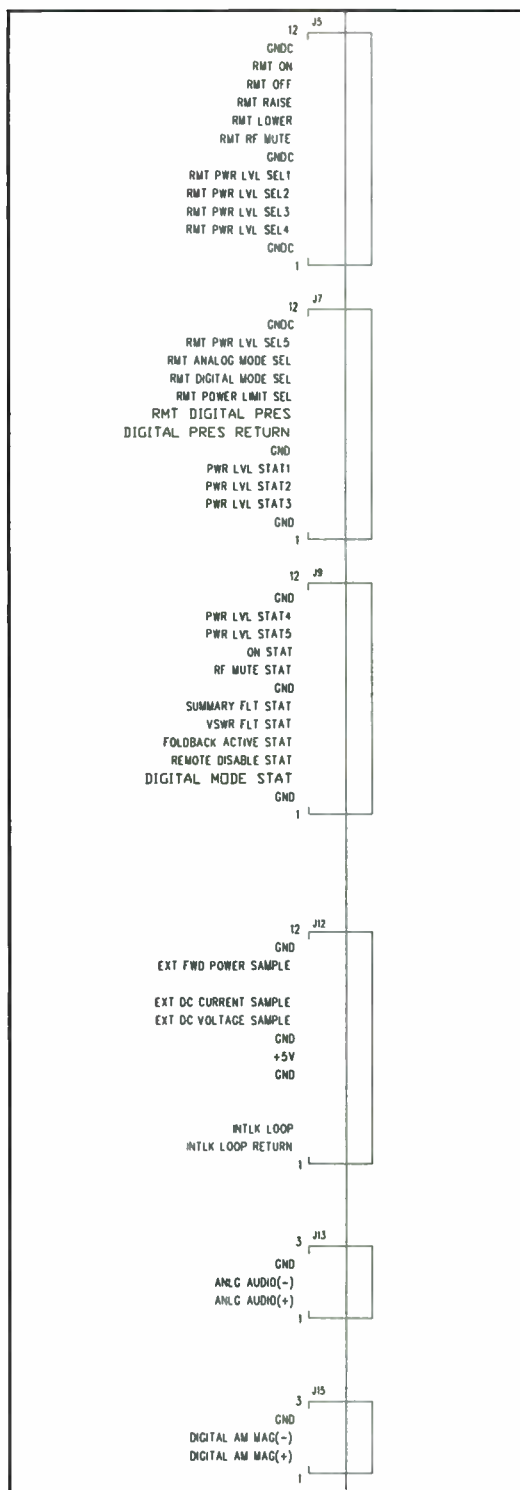 12 J5
GNDC
RMT ON
RMT OFF
RMT RAISE
RMT LOWER
RMT RF MUTE
GNDC
RMT PWR LVL SEL1
RMT PWR LVL SEL2
RMT PWR LVL SEL3
RMT PWR LVL SEL4
GNDC
1
12 J7
GNDC
RMT PWR LVL SEL5
RMT ANALOG MODE SEL
RMT DIGITAL MODE SEL
RMT POWER LIMIT SEL
RMT DIGITAL PRES
DIGITAL PRES RETURN
GND
PWR LVL STAT1
PWR LVL STAT2
PWR LVL STAT3
GND
1
12 J9
GND
PWR LVL STAT4
PWR LVL STAT5
ON STAT
RF MUTE STAT
GND
SUMMARY FLT STAT
VSWR FLT STAT
FOLDBACK ACTIVE STAT
REMOTE DISABLE STAT
DIGITAL MODE STAT
GND
1
12 J12
GND
EXT FWD POWER SAMPLE
EXT DC CURRENT SAMPLE
EXT DC VOLTAGE SAMPLE
GND
+5V
GND
INTLK LOOP
INTLK LOOP RETURN
1
3 J13
GND
ANLG AUDIO(-)
ANLG AUDIO(+)
1
3 J15
GND
DIGITAL AM MAG(-)
DIGITAL AM MAG(+)
1